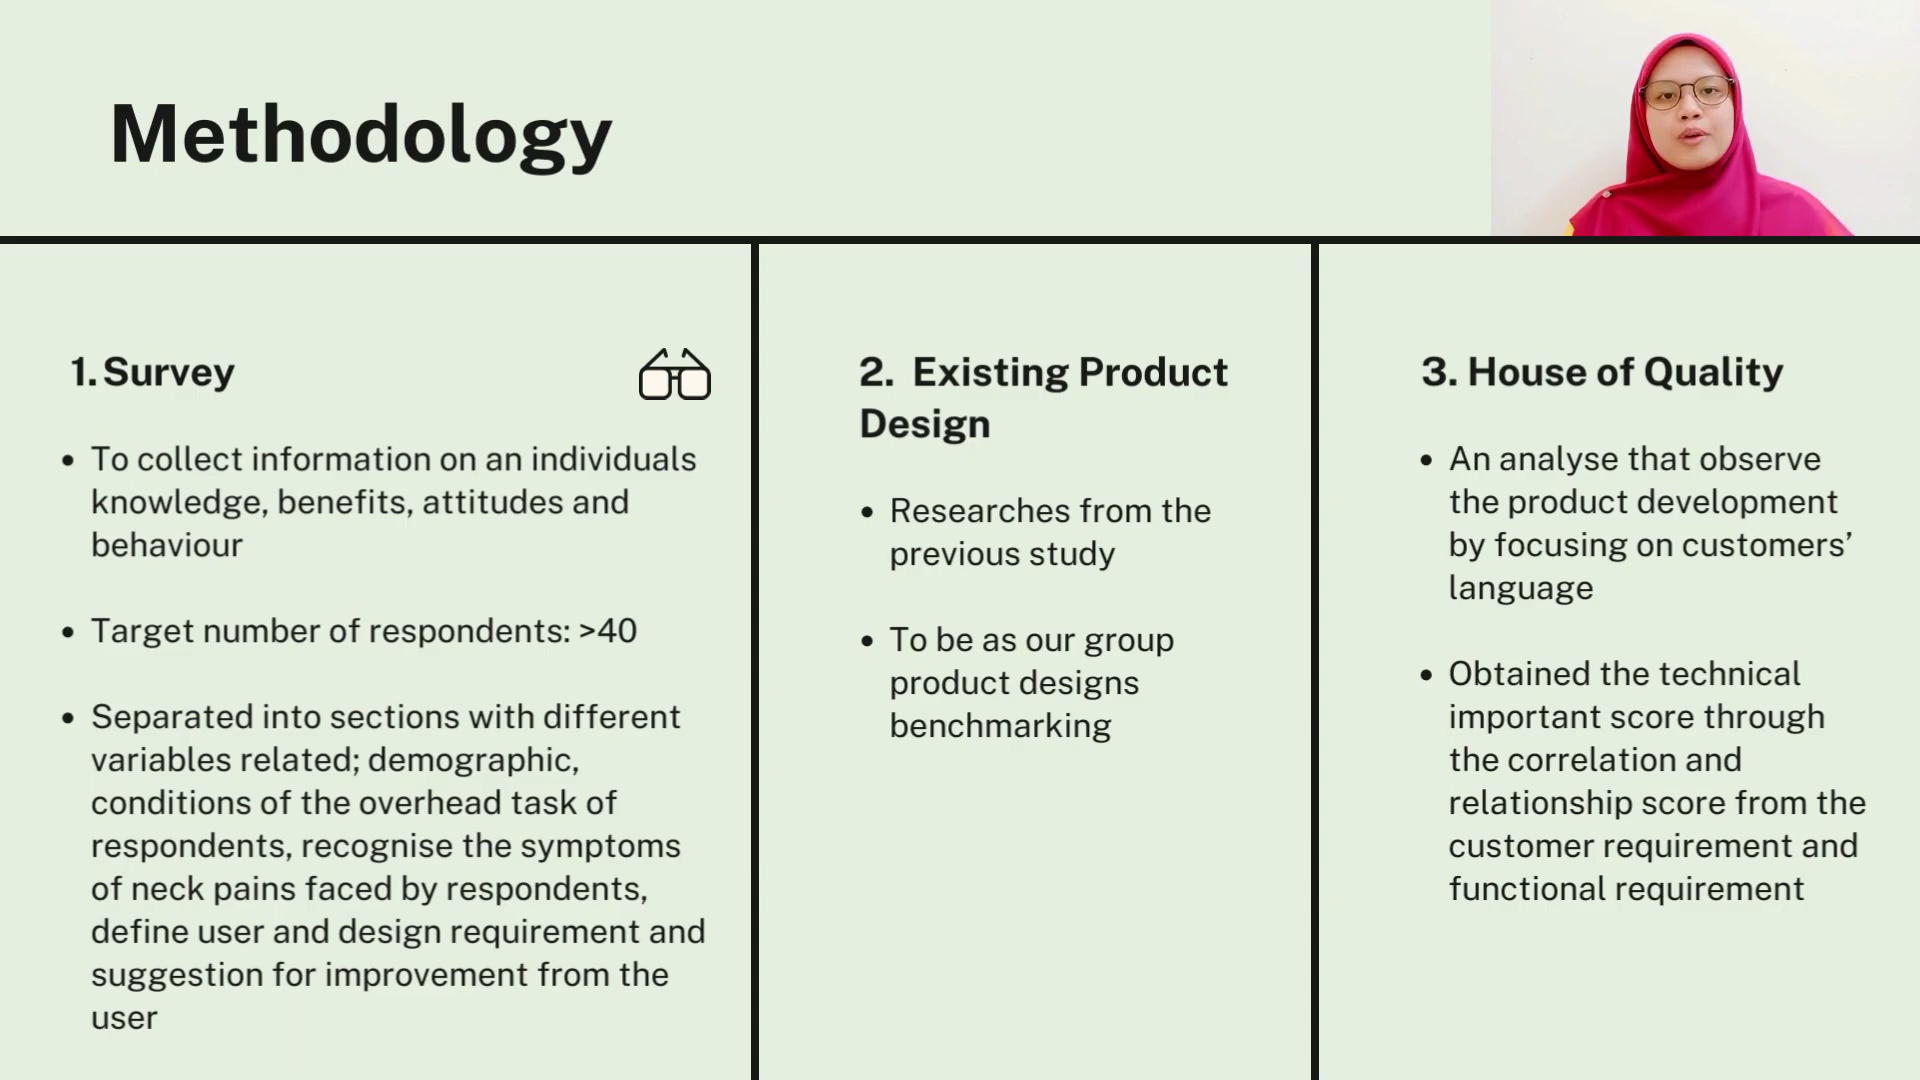 Methodology
1. Survey
• To collect information on an individuals
knowledge, benefits, attitudes and
behaviour
• Target number of respondents: >40
• Separated into sections with different
variables related; demographic,
conditions of the overhead task of
respondents, recognise the symptoms
of neck pains faced by respondents,
define user and design requirement and
suggestion for improvement from the
user
2. Existing Product
Design
• Researches from the
previous study
• To be as our group
product designs
benchmarking
3. House of Quality
• An analyse that observe
the product development
by focusing on customers’
language
• Obtained the technical
important score through
the correlation and
relationship score from the
customer requirement and
functional requirement